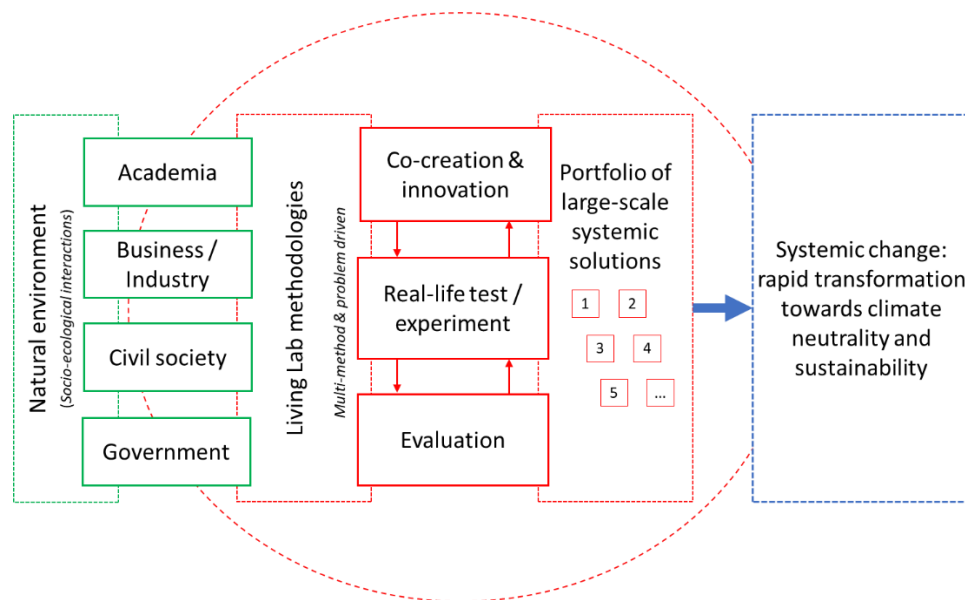 Natural environment
(Socio-ecological interactions)
Academia
Business /
Industry
Civil society
Government
Living Lab methodologies
Multi-method & problem driven
Co-creation &
innovation
Real-life test /
experiment
Evaluation
Portfolio of
large-scale
systemic
solutions
1 2
3 4
5 ...
Systemic change:
rapid transformation
towards climate
neutrality and
sustainability